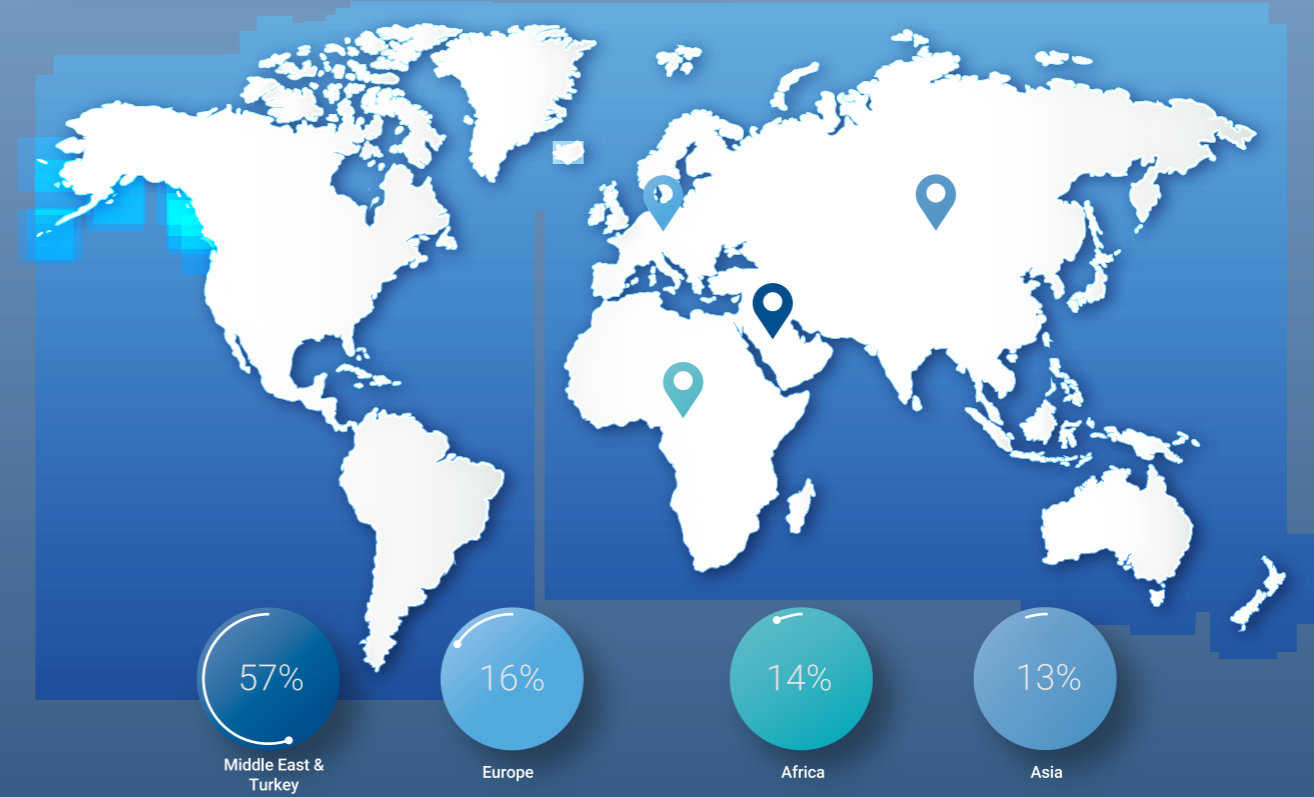 57%
16%
14%
13%
Middle East &
Turkey
Europe
Africa
Asia